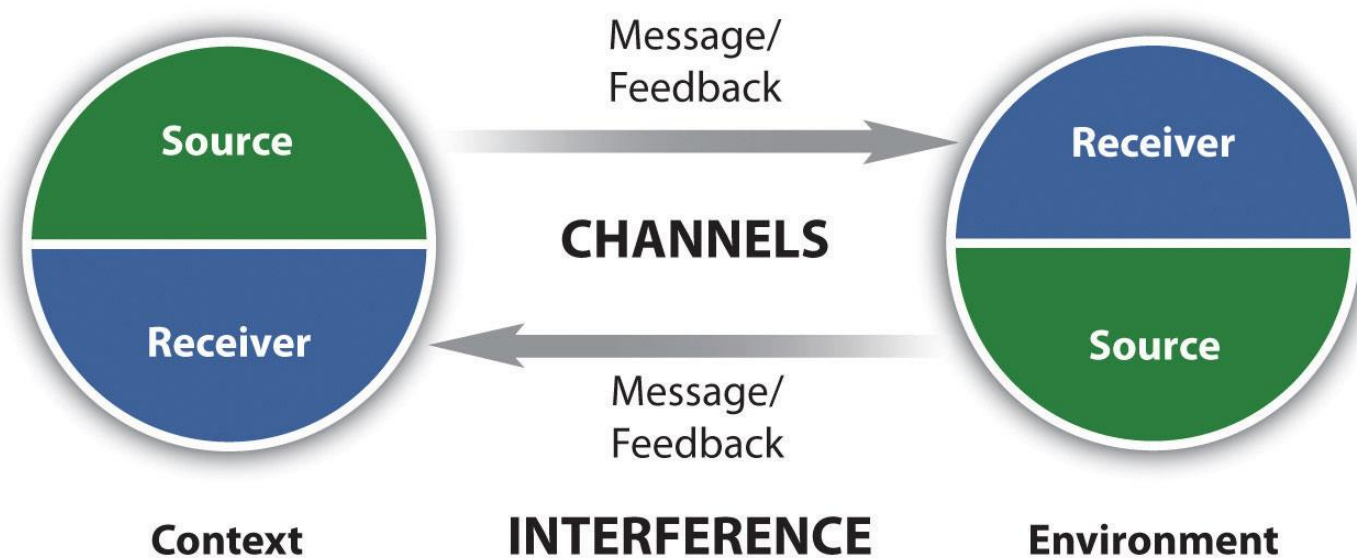 Message/
Feedback
Source
Receiver
CHANNELS
Receiver
Source
Message/
Feedback
Context
INTERFERENCE
Environment